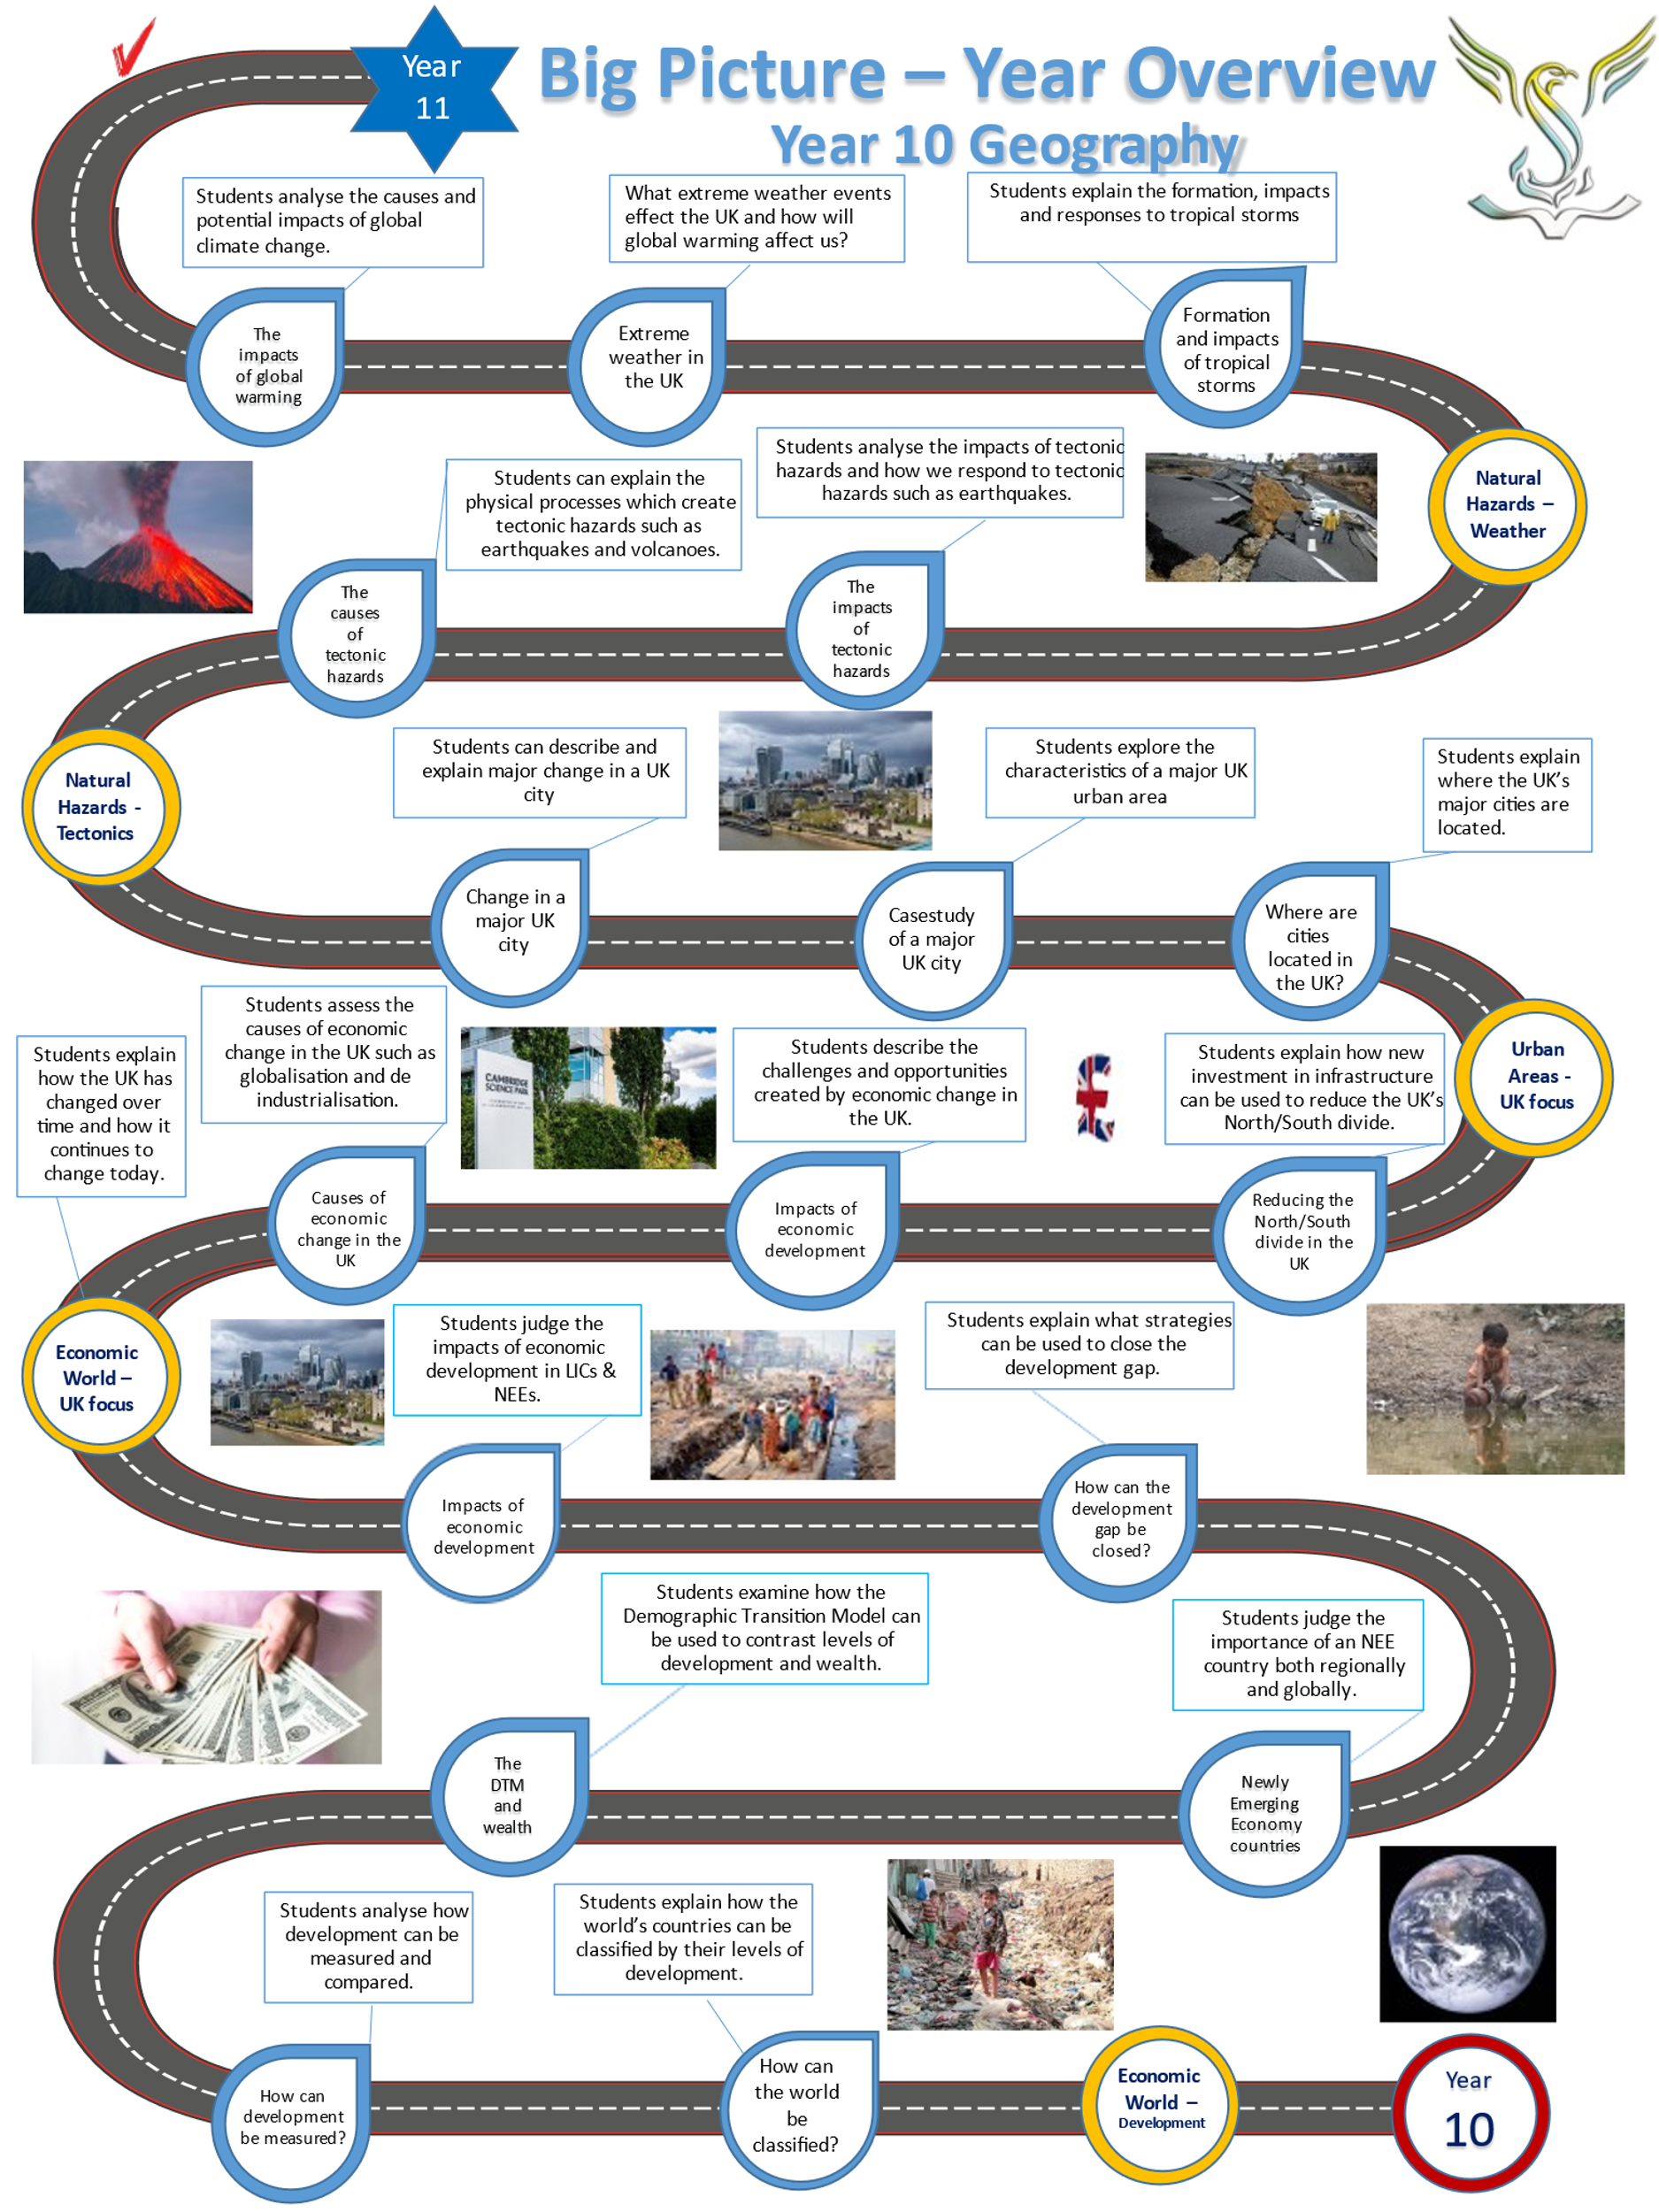 Year
11
Big Picture – Year Overview
Year 10 Geography
Students analyse the causes and
potential impacts of global
climate change.
What extreme weather events
effect the UK and how will
global warming affect us?
Students explain the formation, impacts
and responses to tropical storms
The
impacts
of global
warming
Extreme
weather in
the UK
Formation
and impacts
of tropical
storms
Natural
Hazards –
Weather
Students can explain the
physical processes which create
tectonic hazards such as
earthquakes and volcanoes.
Students analyse the impacts of tectonic
hazards and how we respond to tectonic
hazards such as earthquakes.
The
causes
of
tectonic
hazards
The
impacts
of
tectonic
hazards
Natural
Hazards -
Tectonics
Students can describe and
explain major change in a UK
city
Students explore the
characteristics of a major UK
urban area
Students explain
where the UK's
major cities are
located.
Change in a
major UK
city
Casestudy
of a major
UK city
Where are
cities
located in
the UK?
Urban
Areas -
UK focus
Students explain
how the UK has
changed over
time and how it
continues to
change today.
Students assess the
causes of economic
change in the UK such as
globalisation and de
industrialisation.
CAMBRIDGE
SCIENCE PARK
Students describe the
challenges and opportunities
created by economic change in
the UK.
Students explain how new
investment in infrastructure
can be used to reduce the UK's
North/South divide.
Causes of
economic
change in the
UK
Impacts of
economic
development
Reducing the
North/South
divide in the
UK
Economic
World –
UK focus
Students judge the
impacts of economic
development in LICs &
NEEs.
Students explain what strategies
can be used to close the
development gap.
Impacts of
economic
development
How can the
development
gap be
closed?
Students examine how the
Demographic Transition Model can
be used to contrast levels of
development and wealth.
Students judge the
importance of an NEE
country both regionally
and globally.
The
DTM
and
wealth
Newly
Emerging
Economy
countries
Students analyse how
development can be
measured and
compared.
Students explain how the
world's countries can be
classified by their levels of
development.
How can
development
be measured?
How can
the world
be
classified?
Economic
World –
Development
Year
10